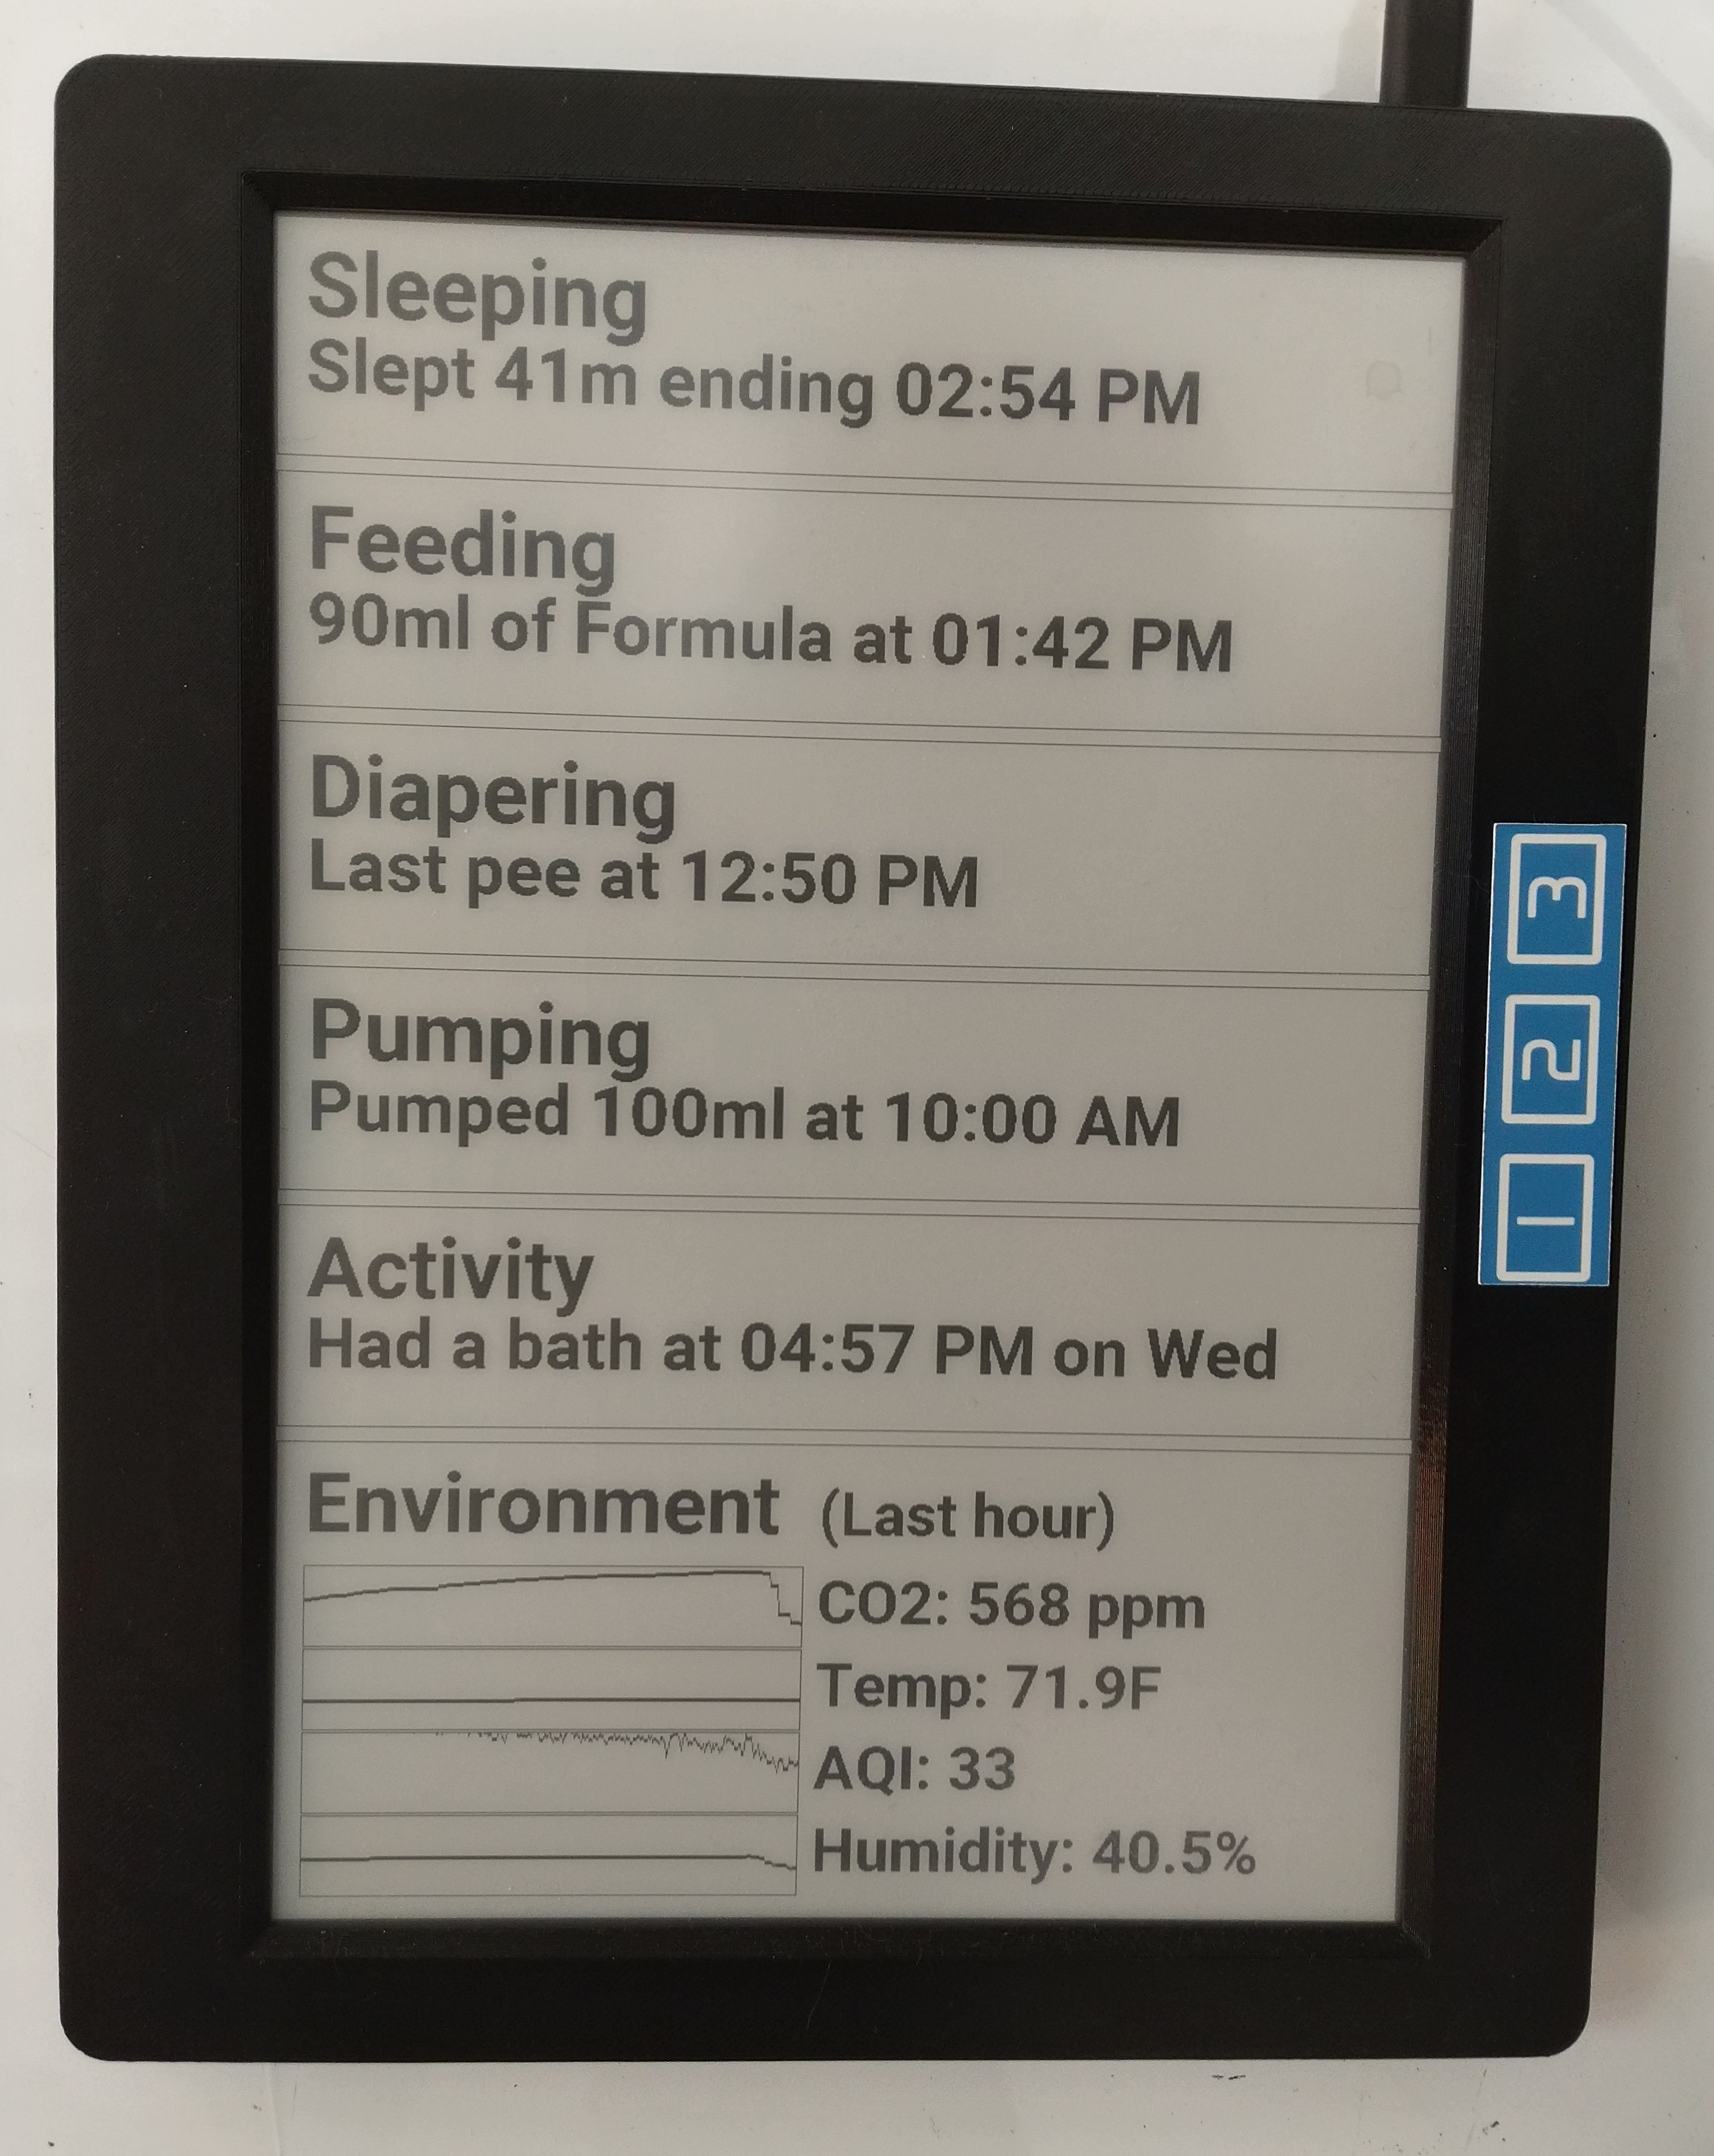 Sleeping
Slept 41m ending 02:54 PM
Feeding
90ml of Formula at 01:42 PM
Diapering
Last pee at 12:50 PM
Pumping
Pumped 100ml at 10:00 AM
Activity
Had a bath at 04:57 PM on Wed
Environment (Last hour)
CO2: 568 ppm
Temp: 71.9F
AQI: 33
Humidity: 40.5%
1 2 3